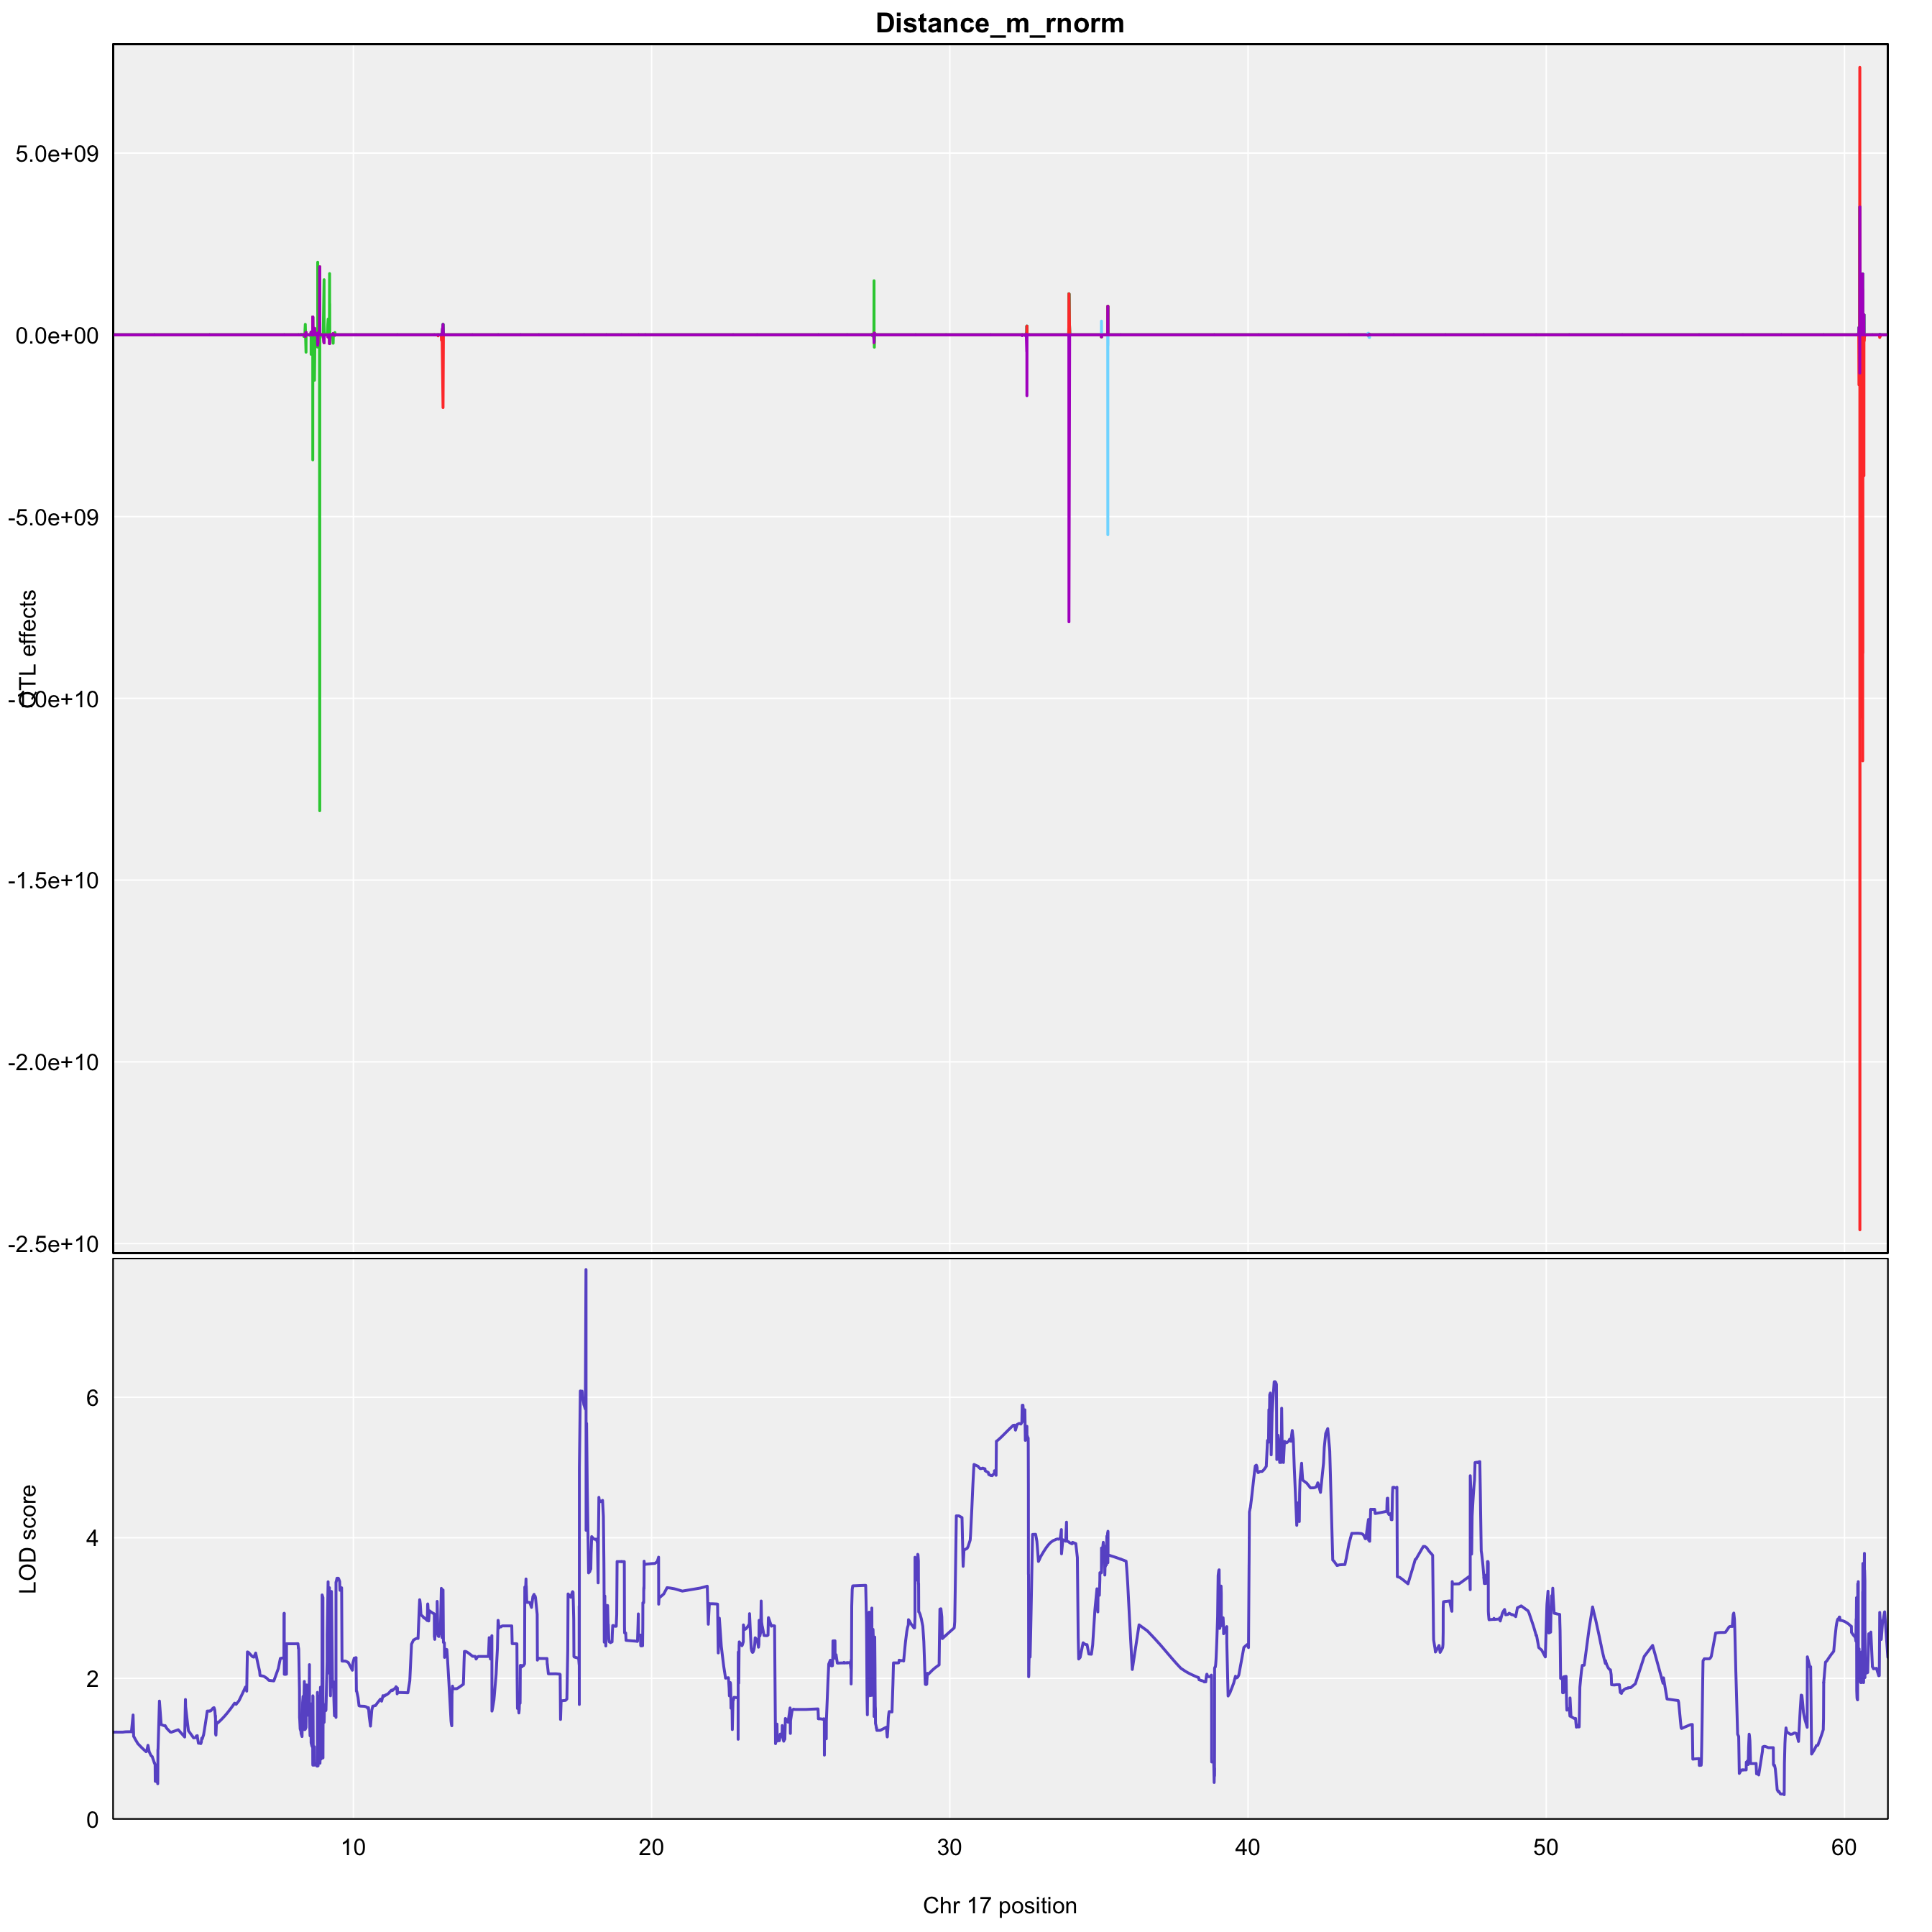 Distance_m_rnorm
5.0e+09
0.0e+00
-5.0e+09
QTL effects
-1.0e+10
-1.5e+10
-2.0e+10
-2.5e+10
6
4
LOD score
2
0
10 20 30 40 50 60
Chr 17 position